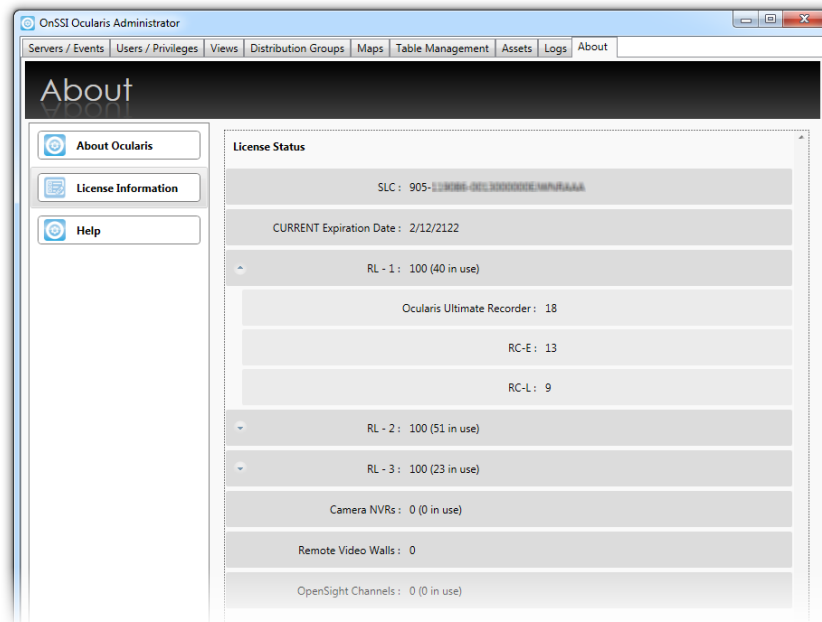 OnSSI Ocularis Administrator
Servers / Events Users / Privileges Views Distribution Groups Maps Table Management Assets Logs About
About
About Ocularis
License Information
Help
License Status
SLC : 905-
CURRENT Expiration Date : 2/12/2122
RL - 1 : 100 (40 in use)
Ocularis Ultimate Recorder : 18
RC-E : 13
RC-L : 9
RL - 2 : 100 (51 in use)
RL - 3 : 100 (23 in use)
Camera NVRs : 0 (0 in use)
Remote Video Walls : 0
OpenSight Channels : 0 (0 in use)